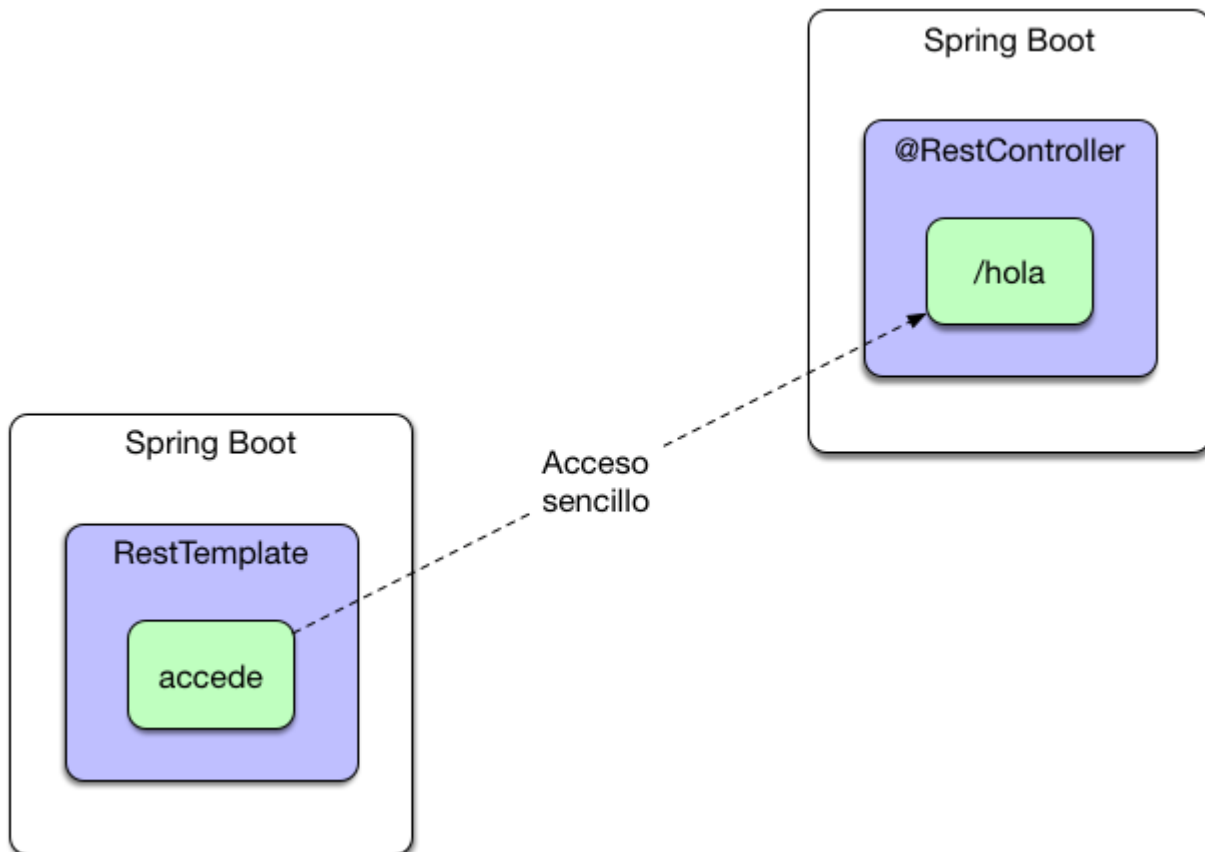 Spring Boot
@RestController
/hola
Acceso
sencillo
Spring Boot
RestTemplate
accede